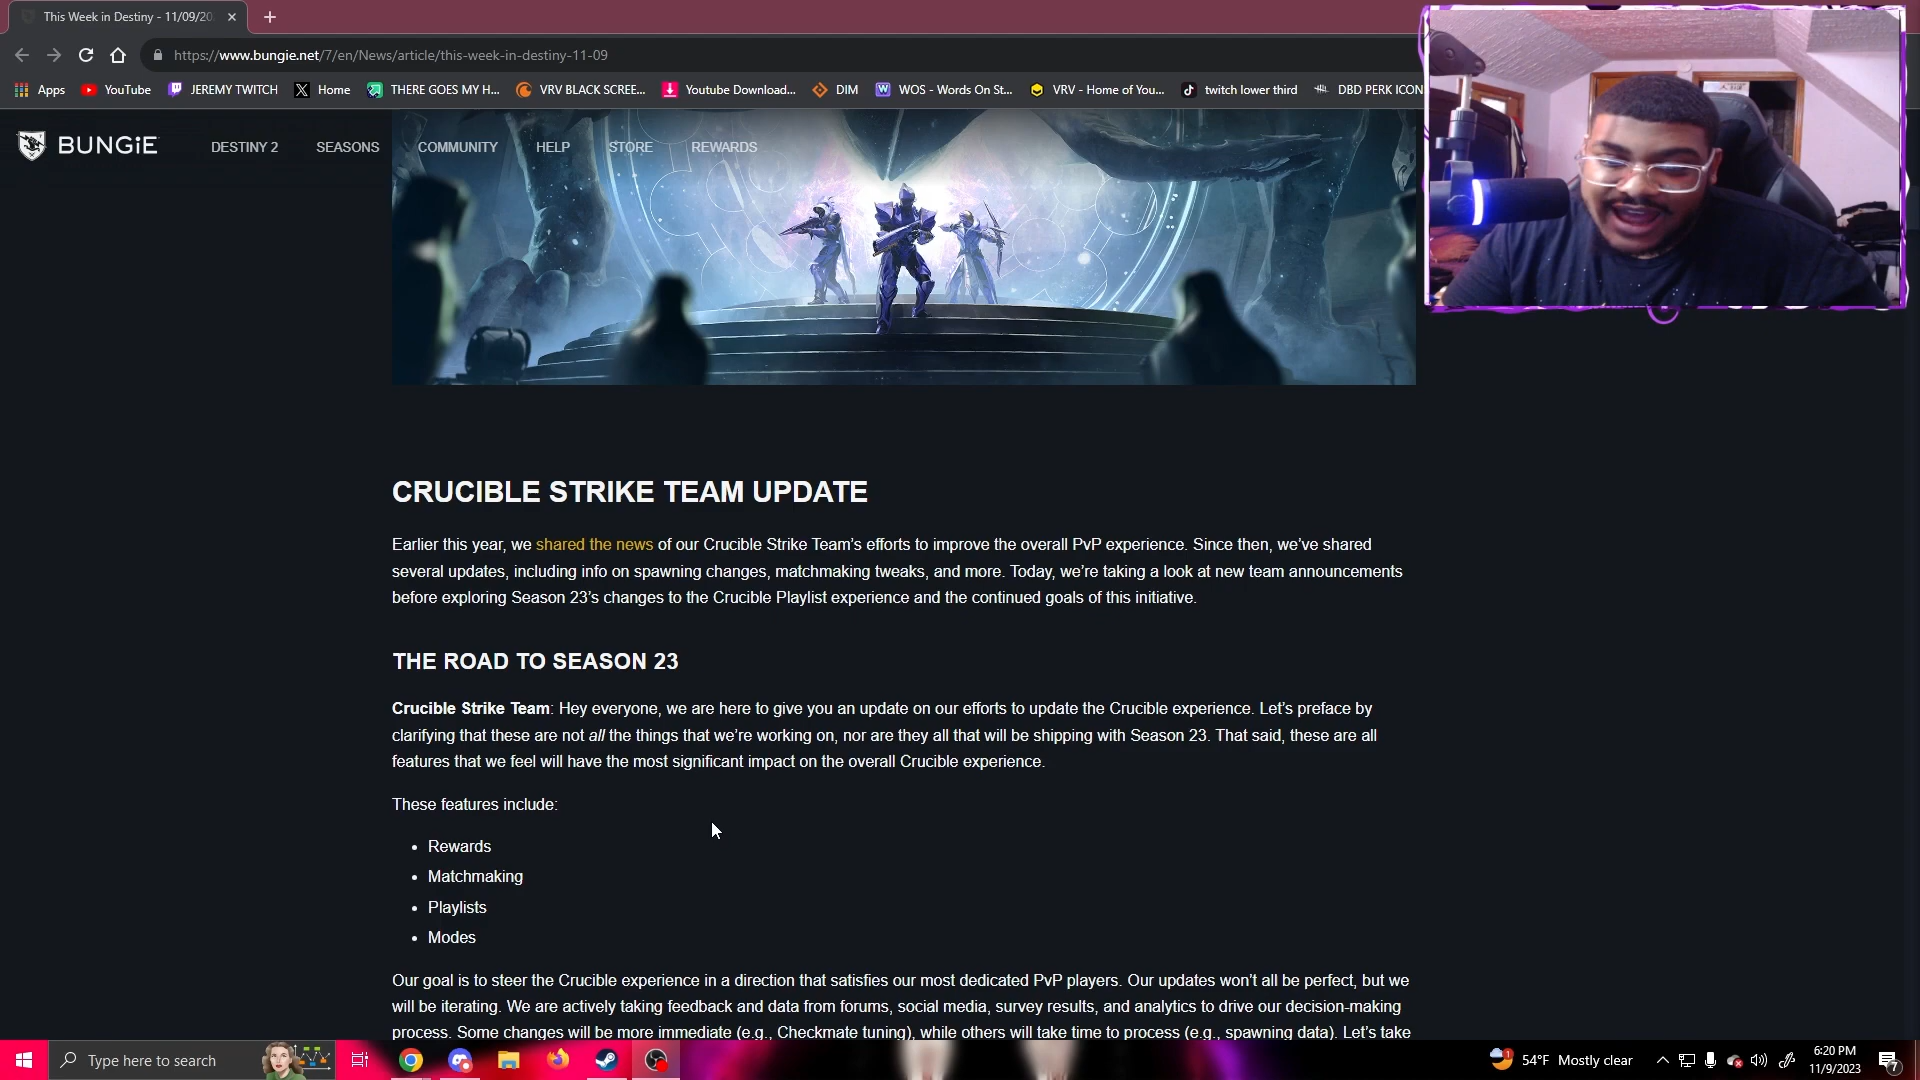 This Week in Destiny - 11/09/20
https://www.bungie.net/7/en/News/article/this-week-in-destiny-11-09
Apps YouTube JEREMY TWITCH Home THERE GOES MY H... VRV BLACK SCREE... Youtube Download... DIM WOS - Words On St... VRV - Home of You... twitch lower third DBD PERK ICON
BUNGiE DESTINY 2 SEASONS COMMUNITY HELP STORE REWARDS
CRUCIBLE STRIKE TEAM UPDATE
Earlier this year, we shared the news of our Crucible Strike Team’s efforts to improve the overall PvP experience. Since then, we’ve shared
several updates, including info on spawning changes, matchmaking tweaks, and more. Today, we’re taking a look at new team announcements
before exploring Season 23’s changes to the Crucible Playlist experience and the continued goals of this initiative.
THE ROAD TO SEASON 23
Crucible Strike Team: Hey everyone, we are here to give you an update on our efforts to update the Crucible experience. Let’s preface by
clarifying that these are not all the things that we’re working on, nor are they all that will be shipping with Season 23. That said, these are all
features that we feel will have the most significant impact on the overall Crucible experience.
These features include:
• Rewards
• Matchmaking
• Playlists
• Modes
Our goal is to steer the Crucible experience in a direction that satisfies our most dedicated PvP players. Our updates won’t all be perfect, but we
will be iterating. We are actively taking feedback and data from forums, social media, survey results, and analytics to drive our decision-making
process. Some changes will be more immediate (e.g., Checkmate tuning), while others will take time to process (e.g., spawning data). Let’s take
Type here to search
54°F Mostly clear
6:20 PM
11/9/2023
7